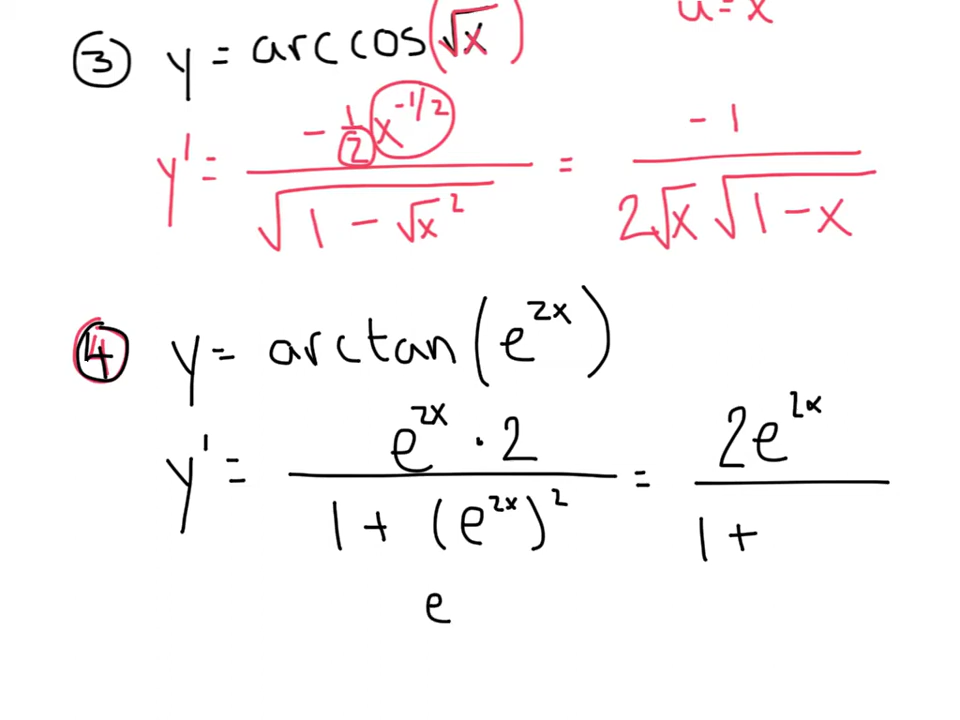 u = x
③ y = arccos(√x)
y' = -1/2 x^(-1/2) / √(1 - √x²) = -1 / (2√x √(1-x))
④ y = arctan(e^(2x))
y' = e^(2x) · 2 / (1 + (e^(2x))²) = 2e^(2x) / (1 +
e